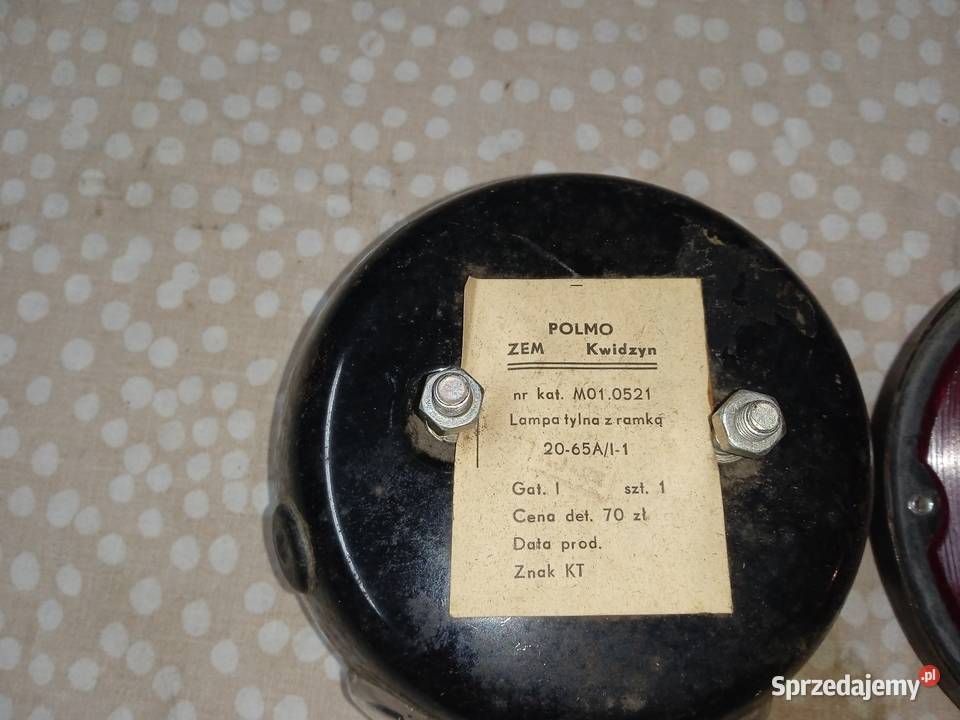 POLMO
ZEM Kwidzyn
nr kat. M01.0521
Lampa tylna z ramką
20-65A/I-1
Gat. I szt. 1
Cena det. 70 zł
Data prod.
Znak KT
Sprzedajemy.pl